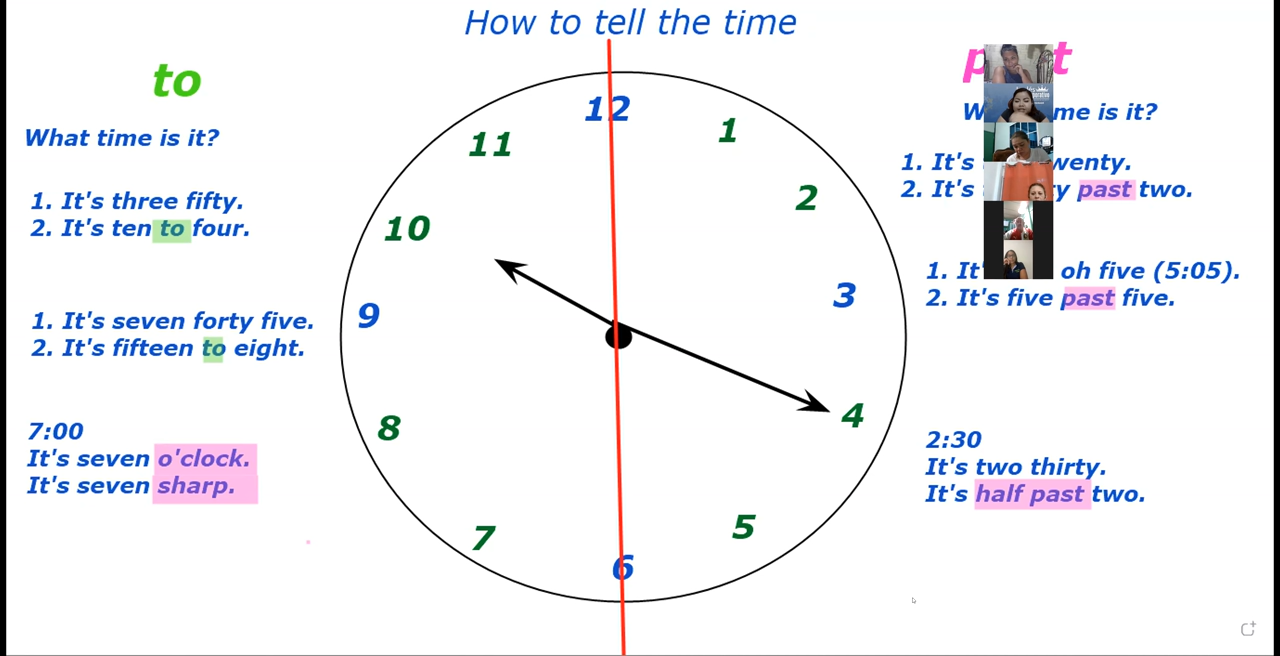 How to tell the time
to
What time is it?
1. It's three fifty.
2. It's ten to four.
1. It's seven forty five.
2. It's fifteen to eight.
7:00
It's seven o'clock.
It's seven sharp.
12
1
2
3
4
5
6
7
8
9
10
11
is it?
1. It's
2. It's past two.
1. oh five (5:05).
2. It's five past five.
2:30
It's two thirty.
It's half past two.